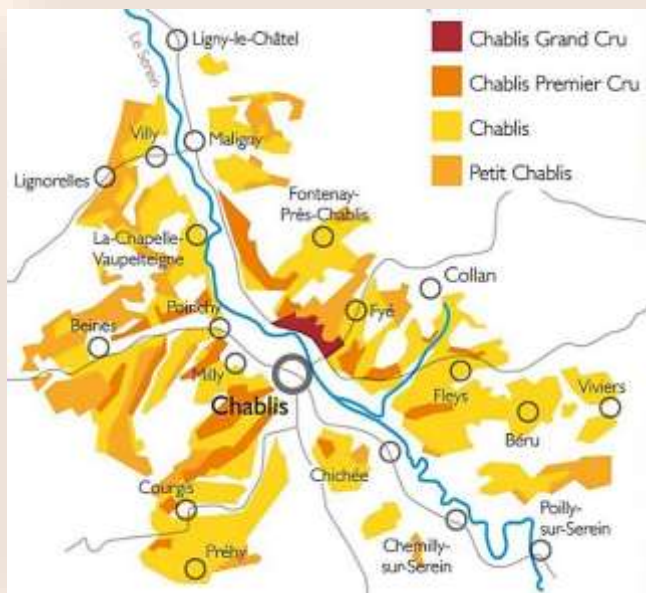 Ligny-le-Châtel
Le Serein
Chablis Grand Cru
Chablis Premier Cru
Chablis
Petit Chablis
Villy
Maligny
Lignorelles
Fontenay-
Près-Chablis
La-Chapelle-
Vaupelteigne
Collan
Poinchy
Fyé
Beines
Milly
Chablis
Fleys
Viviers
Béru
Chichée
Courgis
Préhy
Chemilly-
sur-Serein
Poilly-
sur-Serein